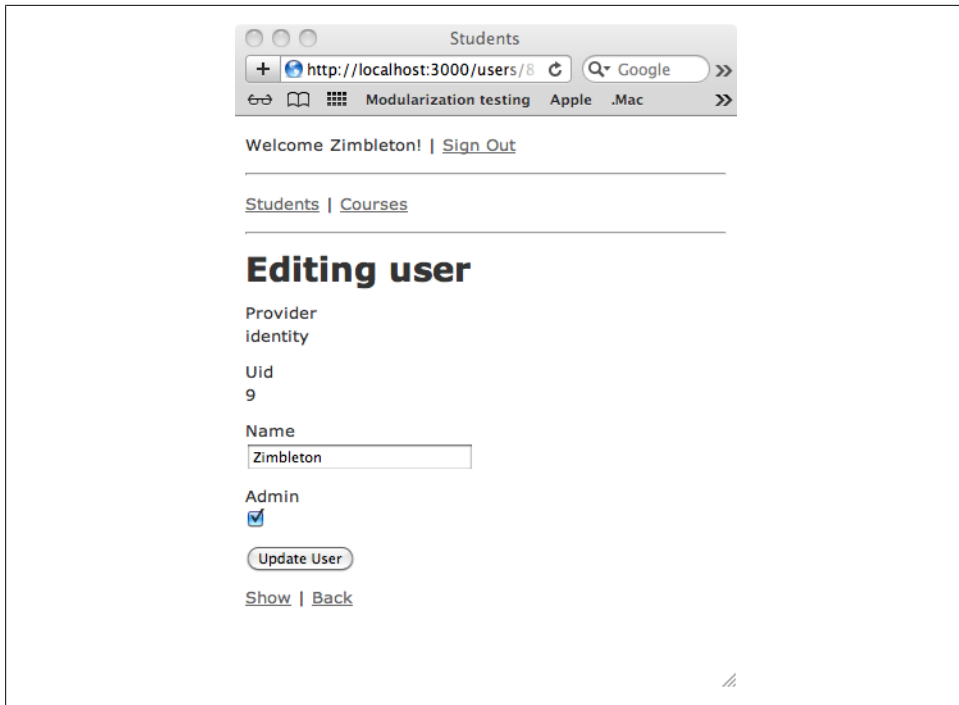 Students
http://localhost:3000/users/8
Google
Modularization testing Apple .Mac
Welcome Zimbleton! | Sign Out
Students | Courses
Editing user
Provider
identity
Uid
9
Name
Zimbleton
Admin
Update User
Show | Back